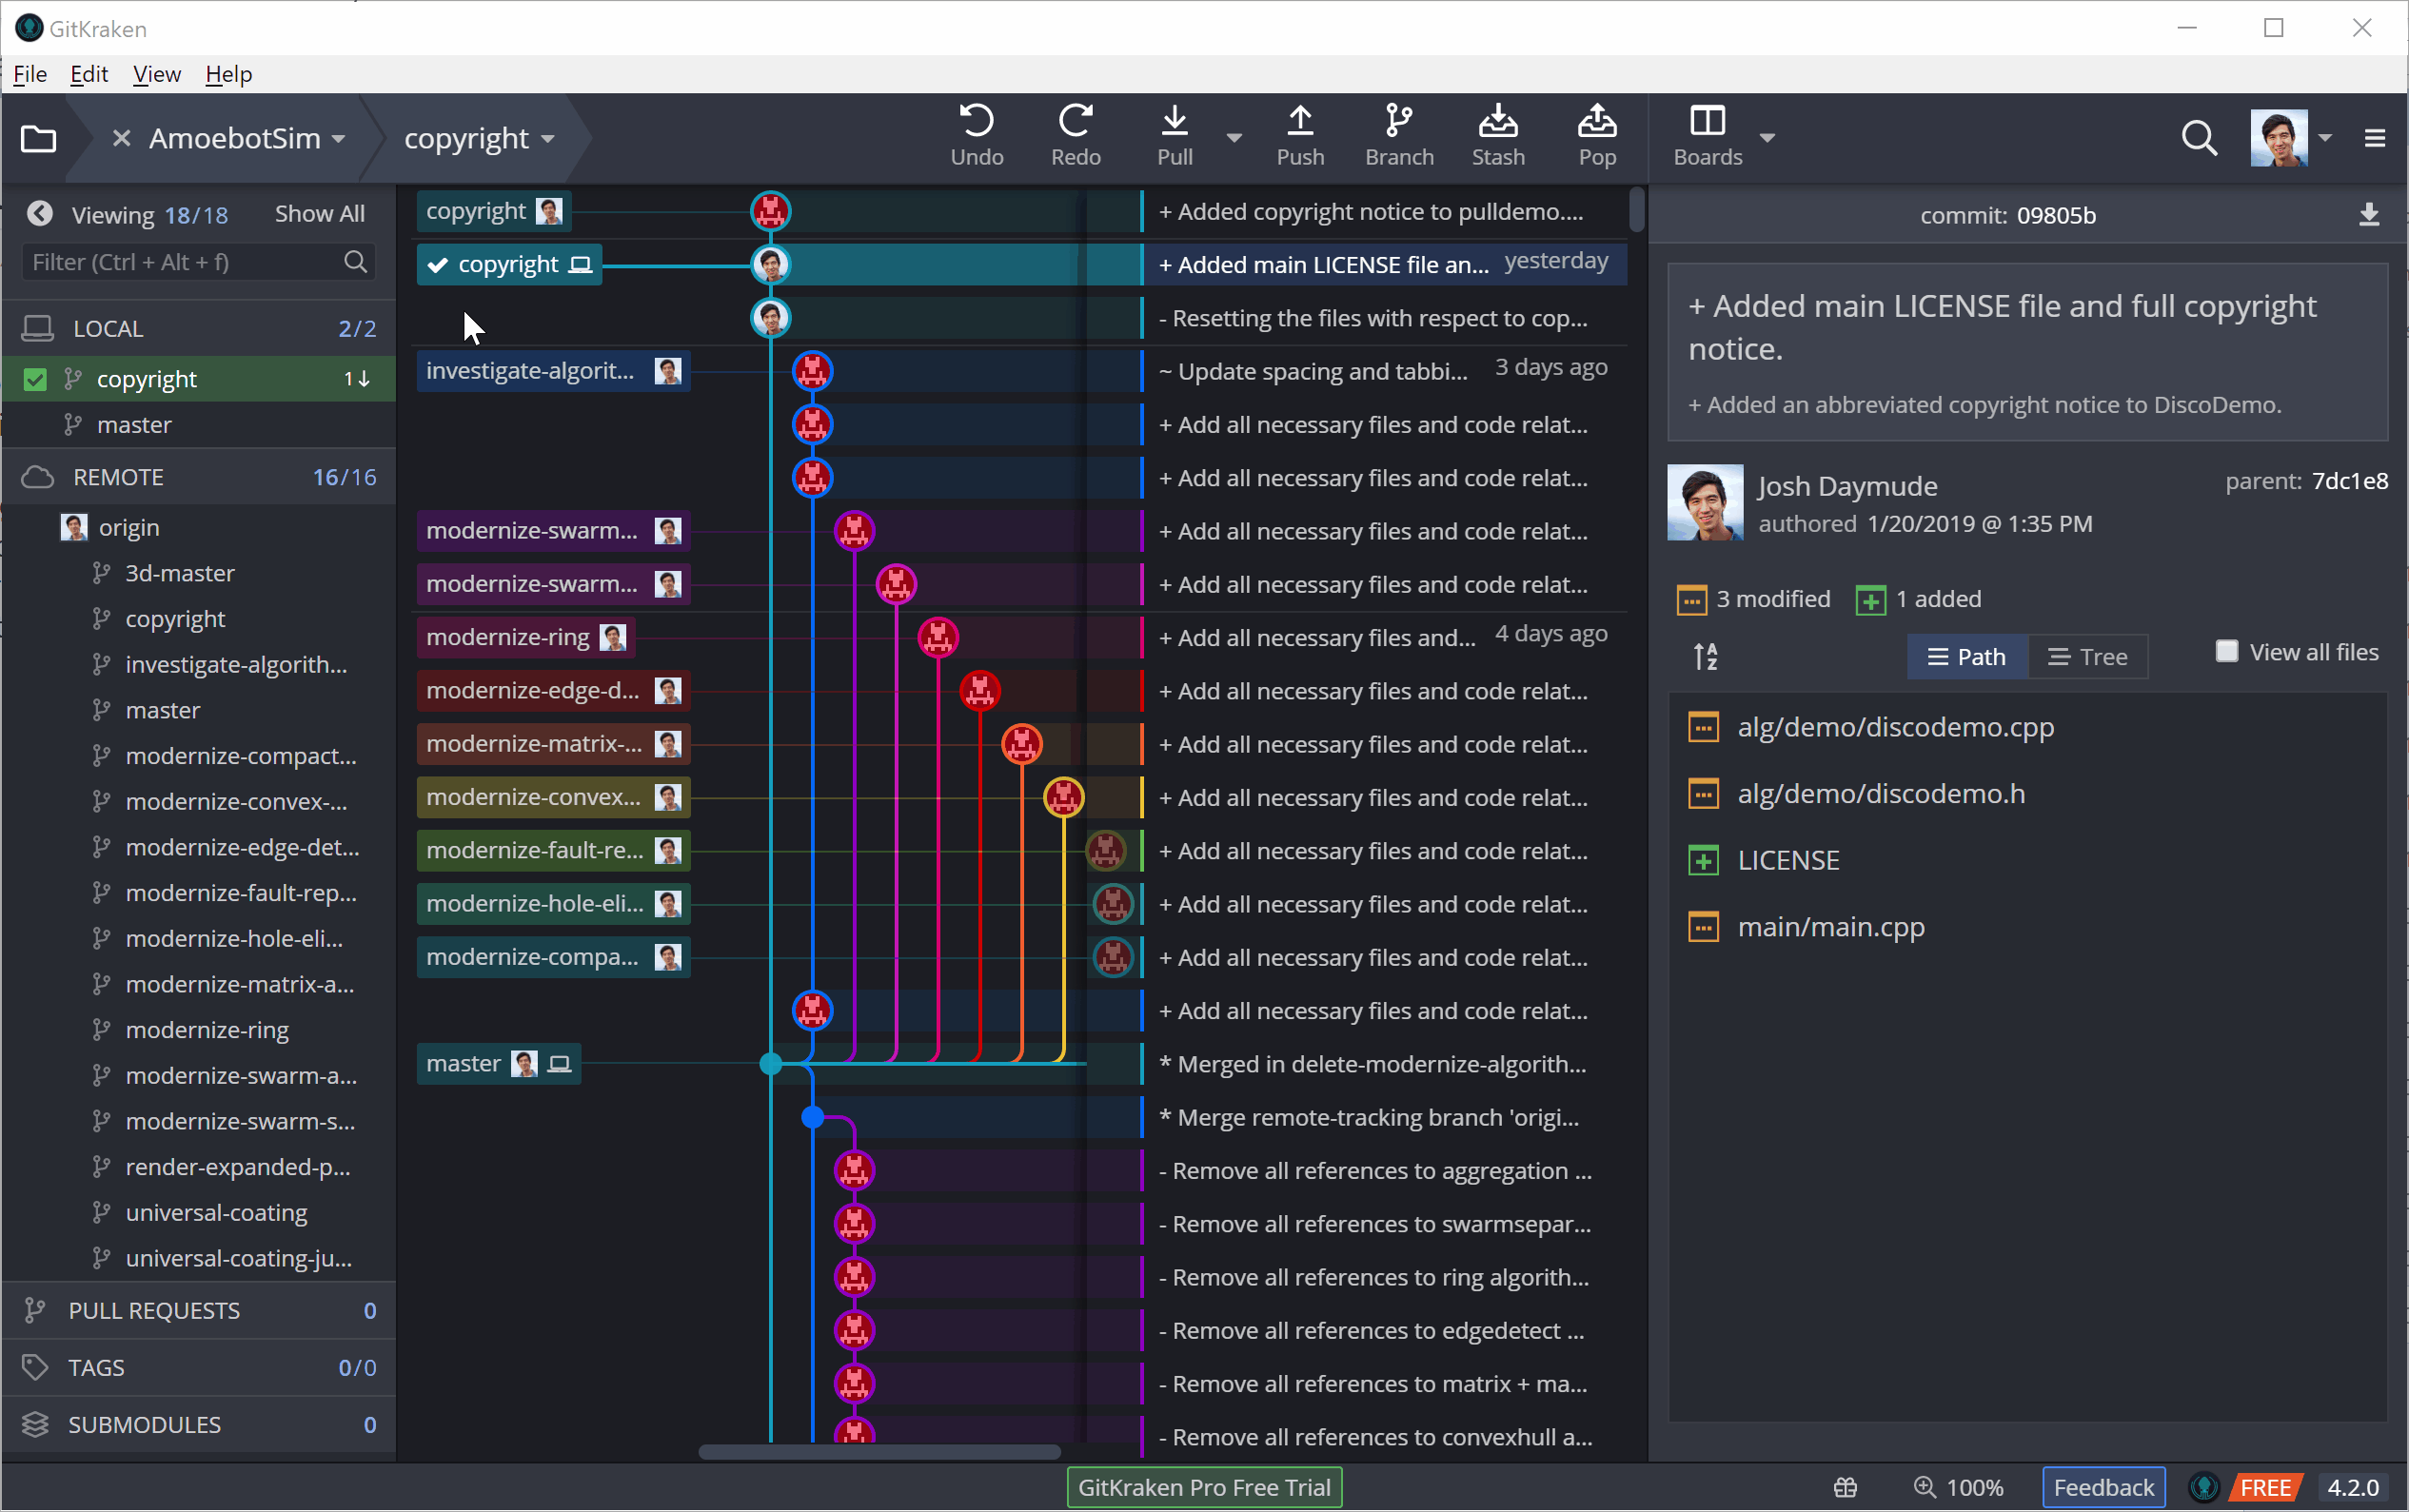 GitKraken
File Edit View Help
AmoebotSim copyright Undo Redo Pull Push Branch Stash Pop Boards
Viewing 18/18 Show All
Filter (Ctrl + Alt + f)
LOCAL 2/2
copyright 1↓
master
REMOTE 16/16
origin
3d-master
copyright
investigate-algorith...
master
modernize-compact...
modernize-convex-...
modernize-edge-det...
modernize-fault-rep...
modernize-hole-eli...
modernize-matrix-a...
modernize-ring
modernize-swarm-a...
modernize-swarm-s...
render-expanded-p...
universal-coating
universal-coating-ju...
PULL REQUESTS 0
TAGS 0/0
SUBMODULES 0
copyright + Added copyright notice to pulldemo....
copyright + Added main LICENSE file an... yesterday
- Resetting the files with respect to cop...
investigate-algorit... ~ Update spacing and tabbi... 3 days ago
+ Add all necessary files and code relat...
+ Add all necessary files and code relat...
modernize-swarm... + Add all necessary files and code relat...
modernize-swarm... + Add all necessary files and code relat...
modernize-ring + Add all necessary files and... 4 days ago
modernize-edge-d... + Add all necessary files and code relat...
modernize-matrix-... + Add all necessary files and code relat...
modernize-convex... + Add all necessary files and code relat...
modernize-fault-re... + Add all necessary files and code relat...
modernize-hole-eli... + Add all necessary files and code relat...
modernize-compa... + Add all necessary files and code relat...
+ Add all necessary files and code relat...
master * Merged in delete-modernize-algorith...
* Merge remote-tracking branch 'origi...
- Remove all references to aggregation ...
- Remove all references to swarmsepar...
- Remove all references to ring algorith...
- Remove all references to edgedetect ...
- Remove all references to matrix + ma...
- Remove all references to convexhull a...
commit: 09805b
+ Added main LICENSE file and full copyright
notice.
+ Added an abbreviated copyright notice to DiscoDemo.
Josh Daymude parent: 7dc1e8
authored 1/20/2019 @ 1:35 PM
3 modified 1 added
A Z Path Tree View all files
alg/demo/discodemo.cpp
alg/demo/discodemo.h
LICENSE
main/main.cpp
GitKraken Pro Free Trial 100% Feedback FREE 4.2.0